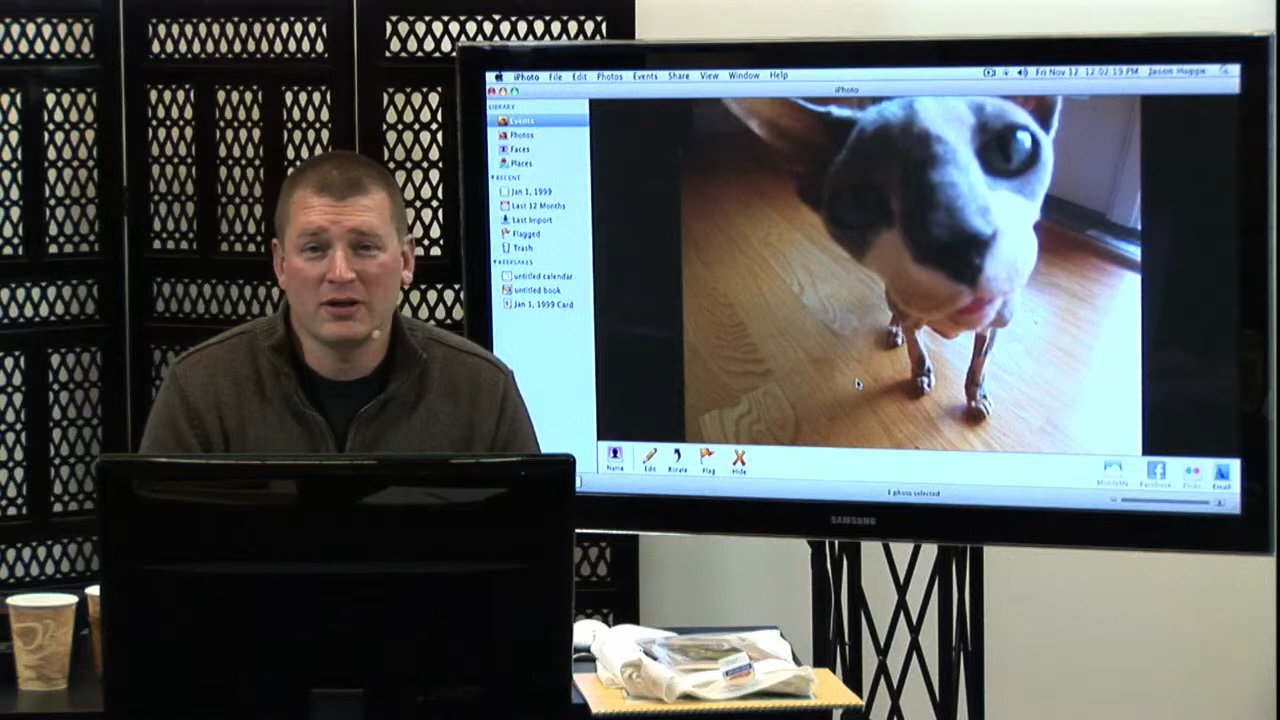 iPhoto File Edit Photos Events Share View Window Help Fri Nov 12 12:02:15 PM Jason Hoppe
iPhoto
LIBRARY
Events
Photos
Faces
Places
RECENT
Jan 1, 1999
Last 12 Months
Last Import
Flagged
Trash
KEEPSAKES
untitled calendar
untitled book
Jan 1, 1999 Card
Name Edit Rotate Flag Hide
MobileMe Facebook Flickr Email
1 photo selected
SAMSUNG